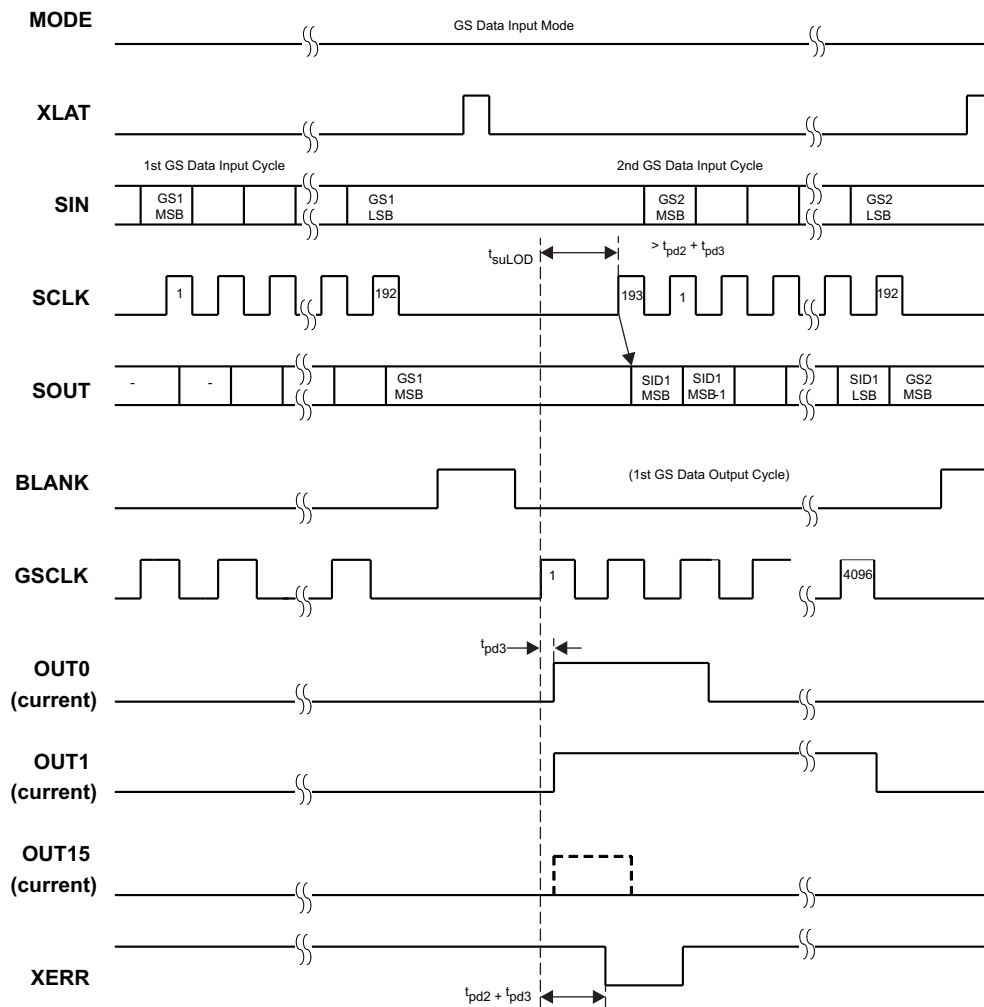 MODE
GS Data Input Mode
XLAT
1st GS Data Input Cycle
2nd GS Data Input Cycle
SIN
GS1
MSB
GS1
LSB
GS2
MSB
GS2
LSB
tsuLOD
> tpd2 + tpd3
SCLK
1
192
193
1
192
SOUT
-
-
GS1
MSB
SID1
MSB
SID1
MSB-1
SID1
LSB
GS2
MSB
BLANK
(1st GS Data Output Cycle)
GSCLK
1
4096
tpd3
OUT0
(current)
OUT1
(current)
OUT15
(current)
XERR
tpd2 + tpd3